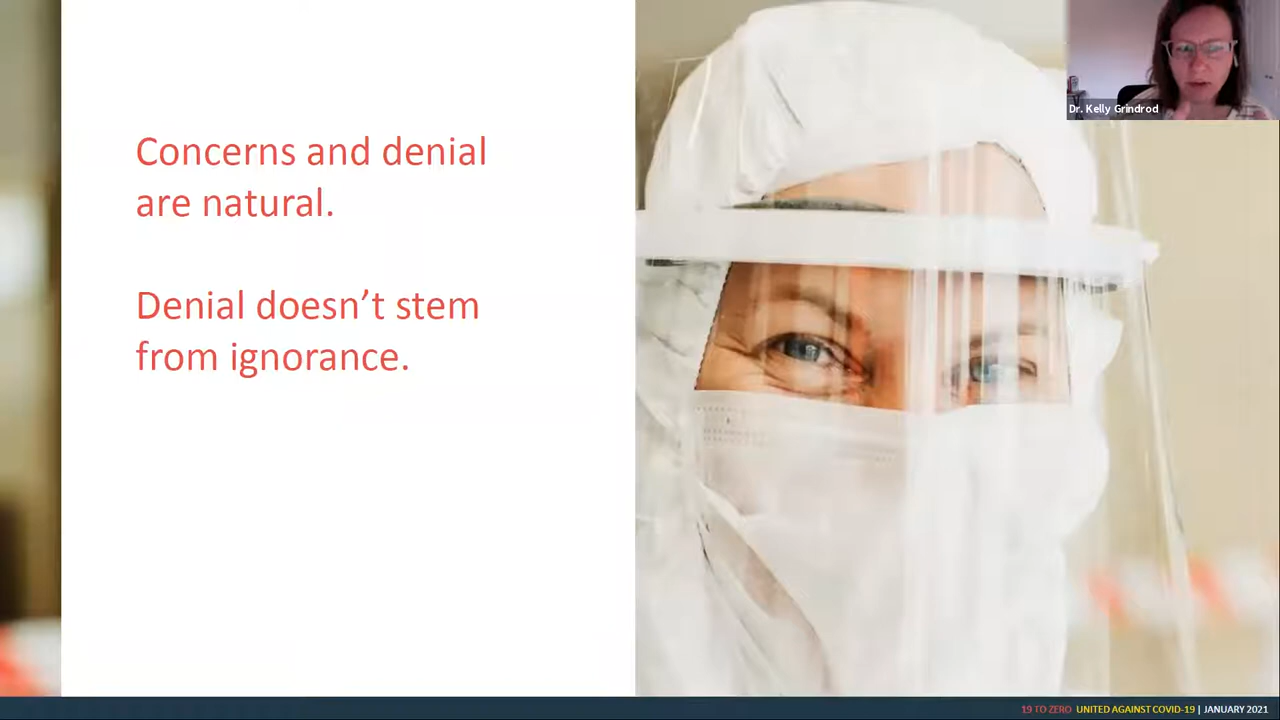 Dr. Kelly Grindrod
Concerns and denial
are natural.
Denial doesn’t stem
from ignorance.
19 TO ZERO UNITED AGAINST COVID-19 | JANUARY 2021